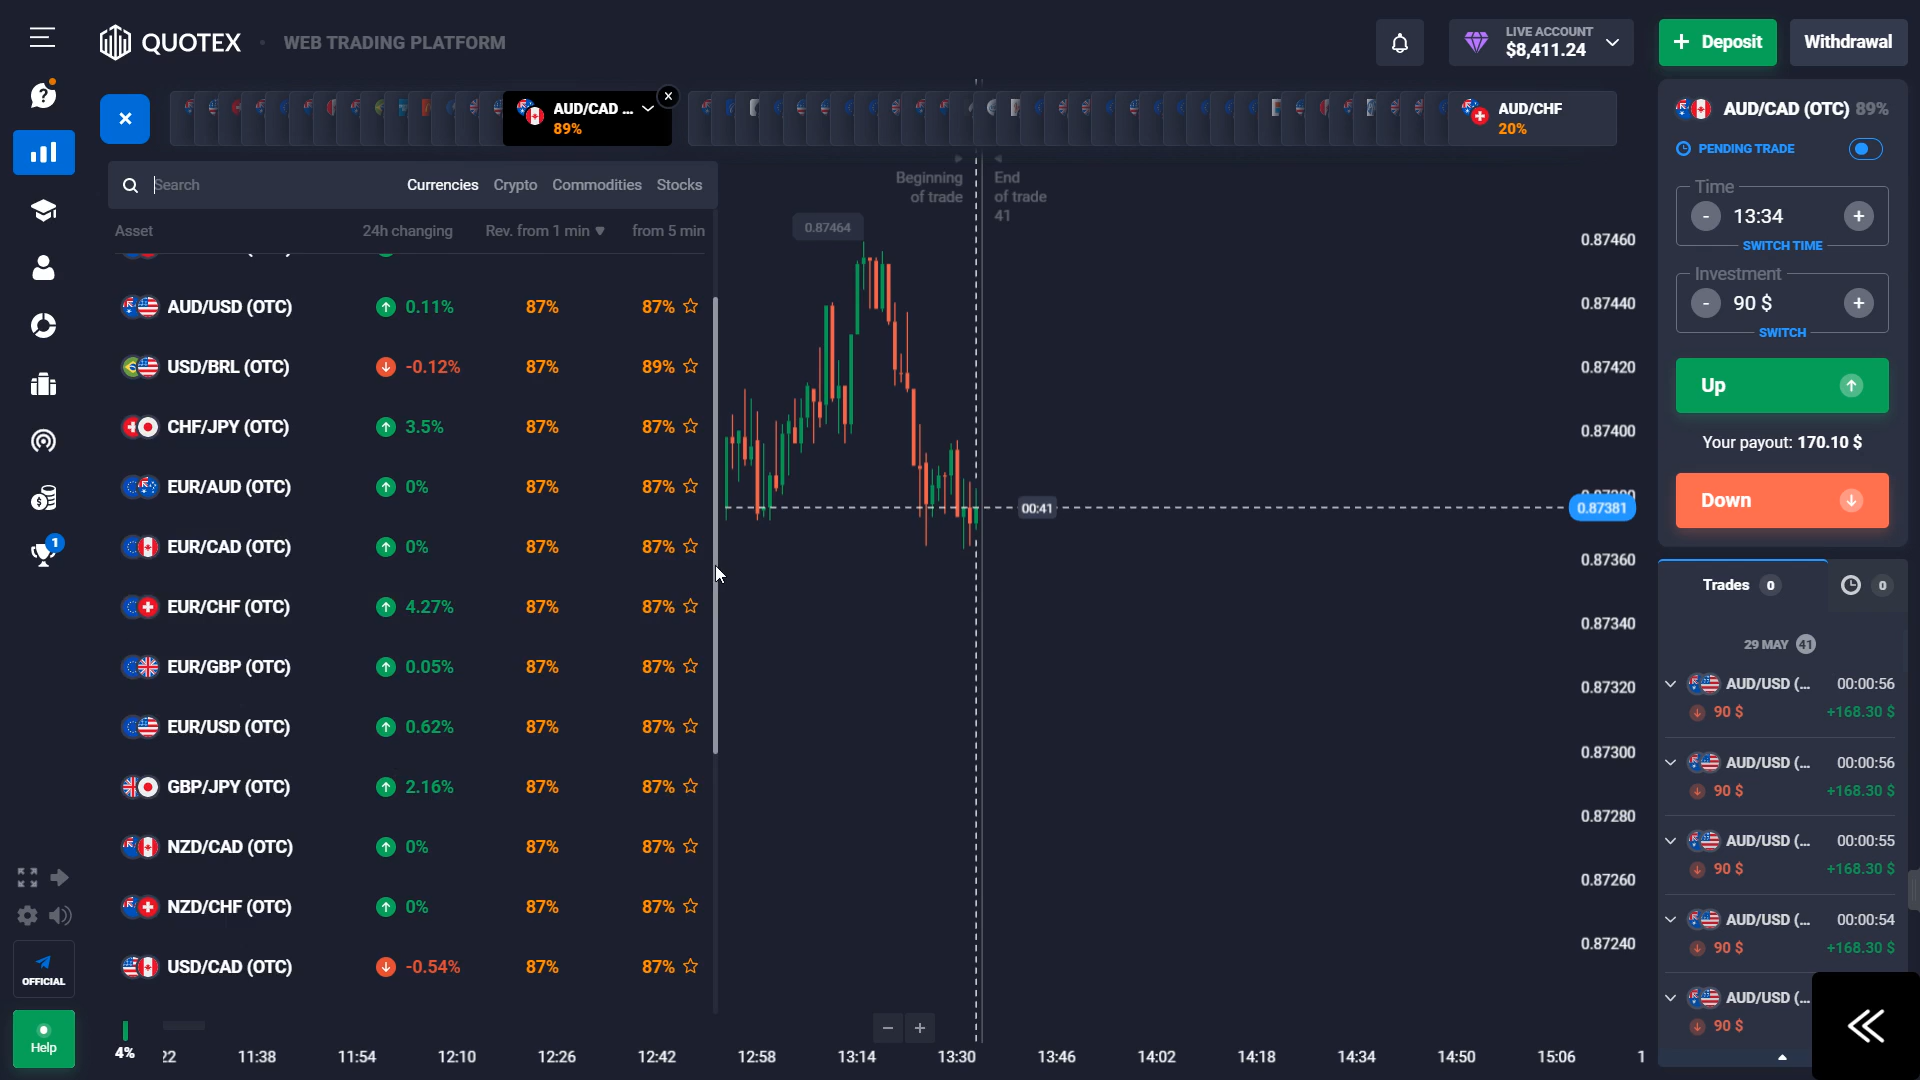 QUOTEX
WEB TRADING PLATFORM
LIVE ACCOUNT
$8,411.24
Deposit
Withdrawal
AUD/CAD ...
89%
AUD/CHF
20%
Search
Currencies Crypto Commodities Stocks
Asset 24h changing Rev. from 1 min ▼ from 5 min
AUD/USD (OTC) 0.11% 87% 87%
USD/BRL (OTC) -0.12% 87% 89%
CHF/JPY (OTC) 3.5% 87% 87%
EUR/AUD (OTC) 0% 87% 87%
EUR/CAD (OTC) 0% 87% 87%
EUR/CHF (OTC) 4.27% 87% 87%
EUR/GBP (OTC) 0.05% 87% 87%
EUR/USD (OTC) 0.62% 87% 87%
GBP/JPY (OTC) 2.16% 87% 87%
NZD/CAD (OTC) 0% 87% 87%
NZD/CHF (OTC) 0% 87% 87%
USD/CAD (OTC) -0.54% 87% 87%
Beginning
of trade
End
of trade
41
0.87464
00:41
0.87460
0.87440
0.87420
0.87400
0.87381
0.87360
0.87340
0.87320
0.87300
0.87280
0.87260
0.87240
4%
22 11:38 11:54 12:10 12:26 12:42 12:58 13:14 13:30 13:46 14:02 14:18 14:34 14:50 15:06 1
AUD/CAD (OTC) 89%
PENDING TRADE
Time
- 13:34 +
SWITCH TIME
Investment
- 90 $ +
SWITCH
Up
Your payout: 170.10 $
Down
Trades 0
0
29 MAY 41
AUD/USD (... 00:00:56
90 $ +168.30 $
AUD/USD (... 00:00:56
90 $ +168.30 $
AUD/USD (... 00:00:55
90 $ +168.30 $
AUD/USD (... 00:00:54
90 $ +168.30 $
AUD/USD (...
90 $
1
OFFICIAL
Help